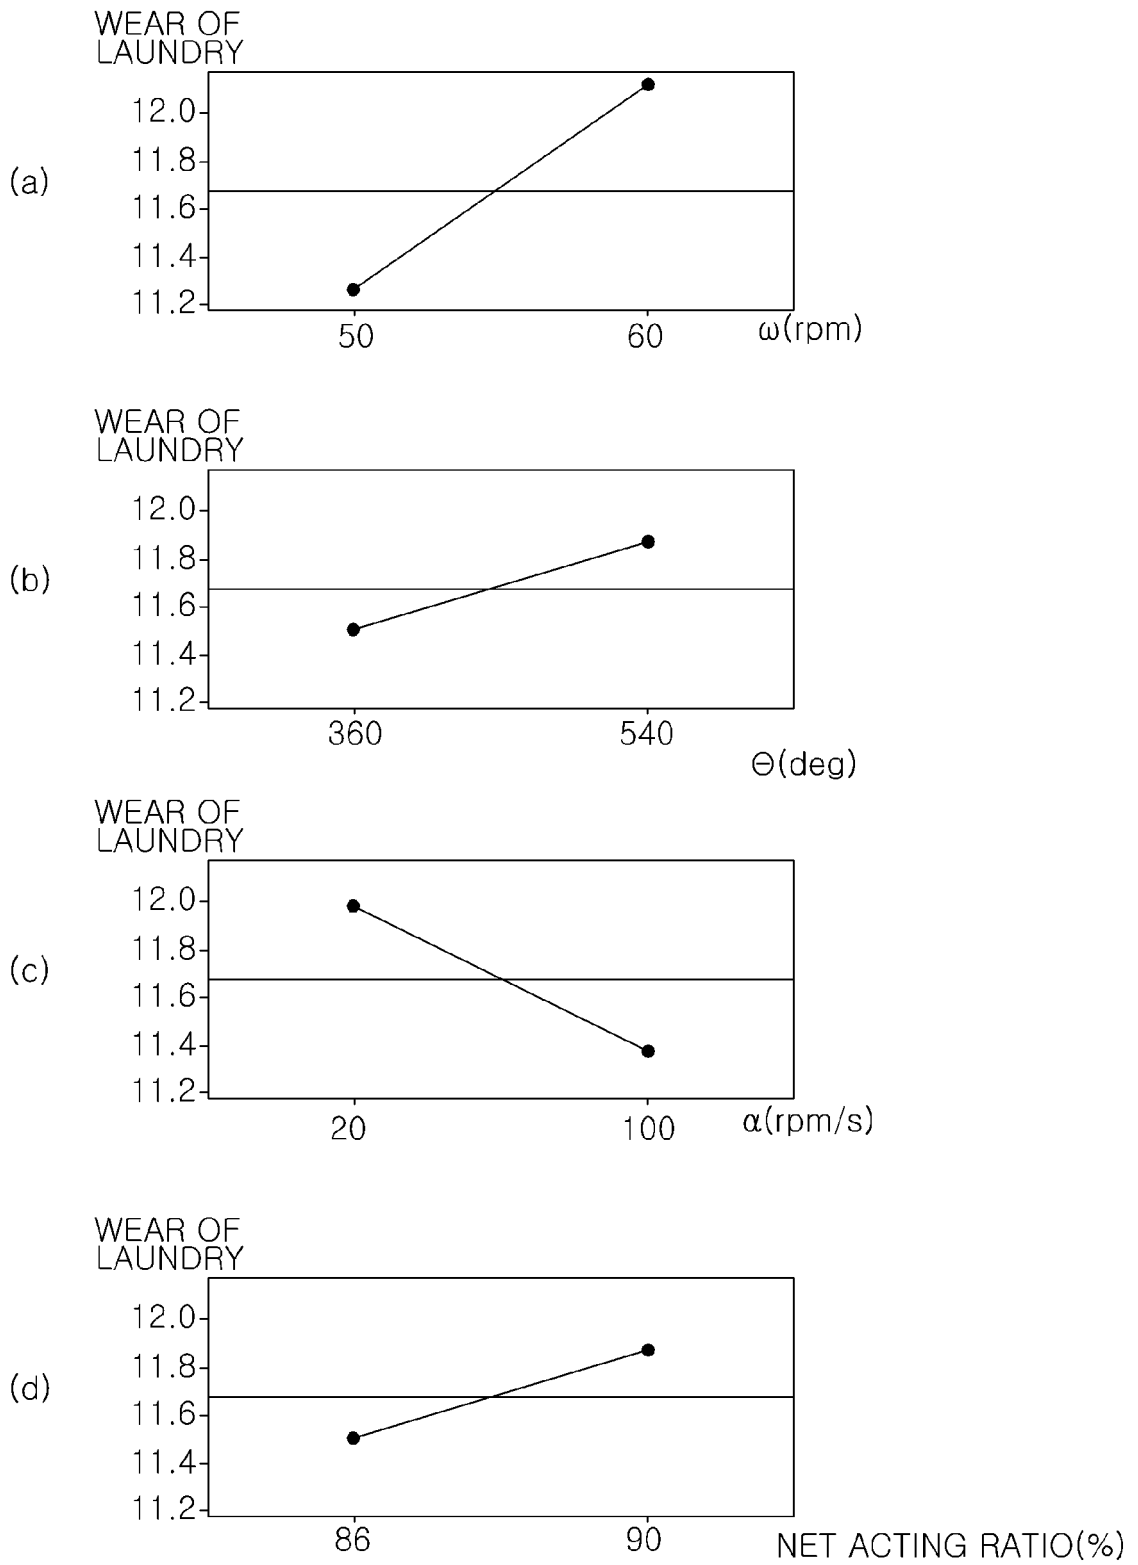 WEAR OF
LAUNDRY
12.0
11.8
(a)
11.6
11.4
11.2
50
60
ω(rpm)
WEAR OF
LAUNDRY
12.0
11.8
(b)
11.6
11.4
11.2
360
540
Θ(deg)
WEAR OF
LAUNDRY
12.0
11.8
(c)
11.6
11.4
11.2
20
100
α(rpm/s)
WEAR OF
LAUNDRY
12.0
11.8
(d)
11.6
11.4
11.2
86
90
NET ACTING RATIO(%)